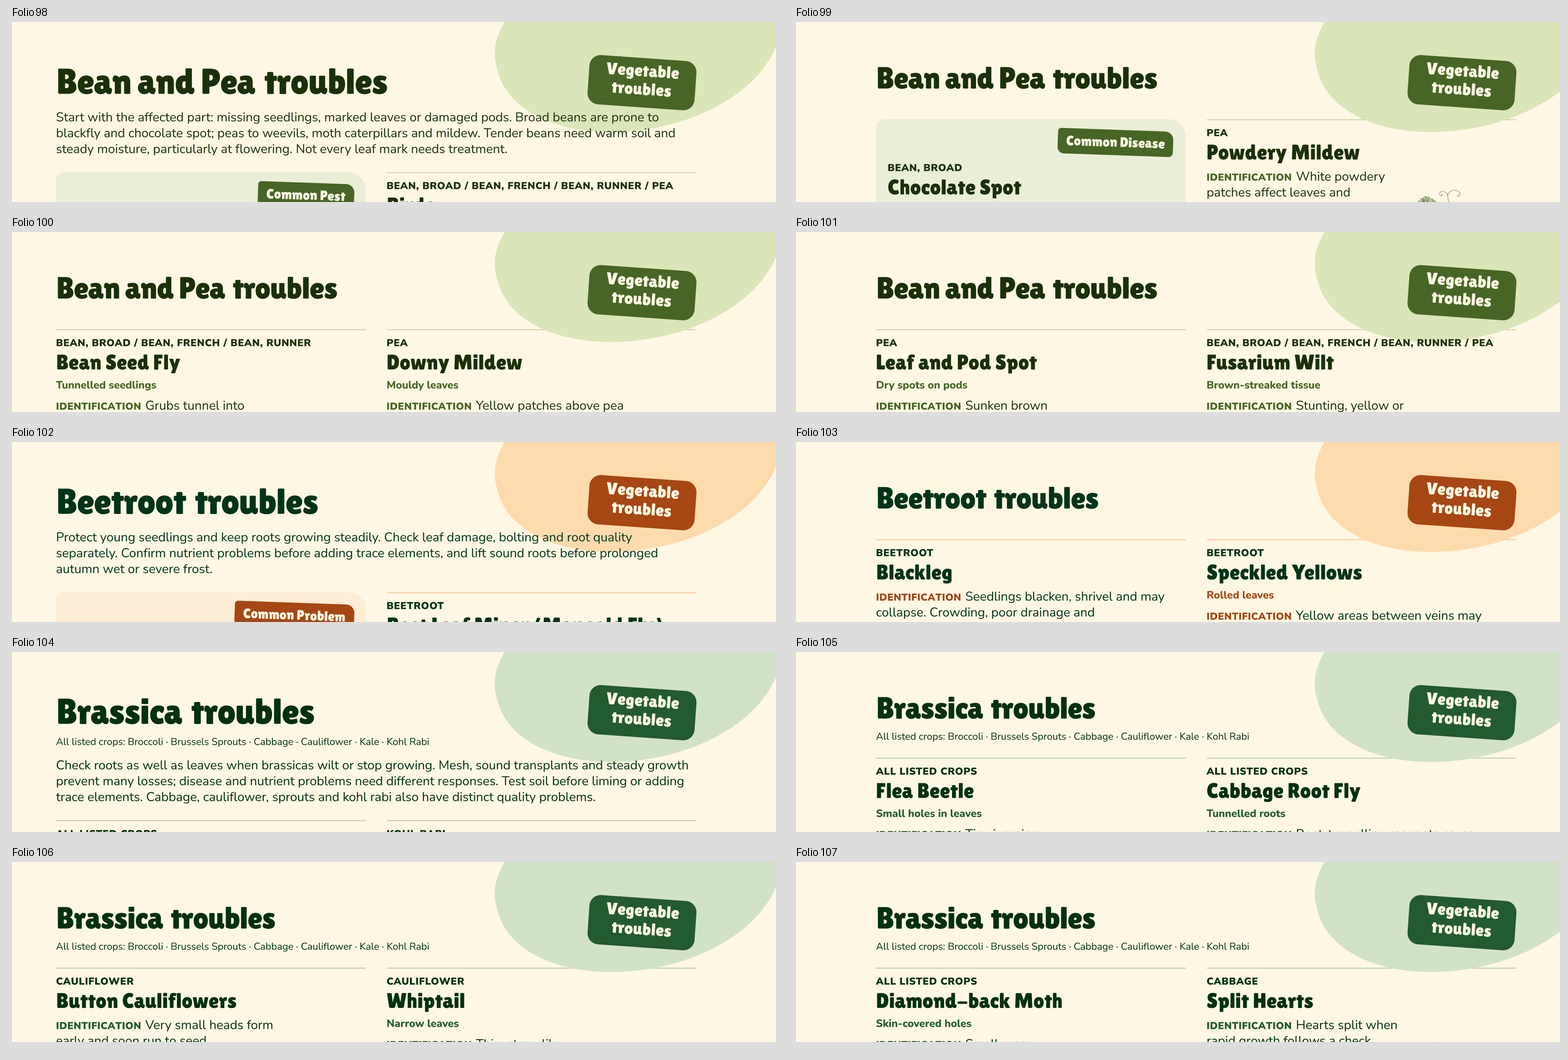 Folio 98
Bean and Pea troubles
Vegetable
troubles
Start with the affected part: missing seedlings, marked leaves or damaged pods. Broad beans are prone to
blackfly and chocolate spot; peas to weevils, moth caterpillars and mildew. Tender beans need warm soil and
steady moisture, particularly at flowering. Not every leaf mark needs treatment.
Common Pest
BEAN, BROAD / BEAN, FRENCH / BEAN, RUNNER / PEA
Folio 99
Bean and Pea troubles
Vegetable
troubles
Common Disease
BEAN, BROAD
Chocolate Spot
PEA
Powdery Mildew
IDENTIFICATION White powdery
patches affect leaves and
Folio 100
Bean and Pea troubles
Vegetable
troubles
BEAN, BROAD / BEAN, FRENCH / BEAN, RUNNER
Bean Seed Fly
Tunnelled seedlings
IDENTIFICATION Grubs tunnel into
PEA
Downy Mildew
Mouldy leaves
IDENTIFICATION Yellow patches above pea
Folio 101
Bean and Pea troubles
Vegetable
troubles
PEA
Leaf and Pod Spot
Dry spots on pods
IDENTIFICATION Sunken brown
BEAN, BROAD / BEAN, FRENCH / BEAN, RUNNER / PEA
Fusarium Wilt
Brown-streaked tissue
IDENTIFICATION Stunting, yellow or
Folio 102
Beetroot troubles
Vegetable
troubles
Protect young seedlings and keep roots growing steadily. Check leaf damage, bolting and root quality
separately. Confirm nutrient problems before adding trace elements, and lift sound roots before prolonged
autumn wet or severe frost.
Common Problem
BEETROOT
Folio 103
Beetroot troubles
Vegetable
troubles
BEETROOT
Blackleg
IDENTIFICATION Seedlings blacken, shrivel and may
collapse. Crowding, poor drainage and
BEETROOT
Speckled Yellows
Rolled leaves
IDENTIFICATION Yellow areas between veins may
Folio 104
Brassica troubles
Vegetable
troubles
All listed crops: Broccoli · Brussels Sprouts · Cabbage · Cauliflower · Kale · Kohl Rabi
Check roots as well as leaves when brassicas wilt or stop growing. Mesh, sound transplants and steady growth
prevent many losses; disease and nutrient problems need different responses. Test soil before liming or adding
trace elements. Cabbage, cauliflower, sprouts and kohl rabi also have distinct quality problems.
Folio 105
Brassica troubles
Vegetable
troubles
All listed crops: Broccoli · Brussels Sprouts · Cabbage · Cauliflower · Kale · Kohl Rabi
ALL LISTED CROPS
Flea Beetle
Small holes in leaves
ALL LISTED CROPS
Cabbage Root Fly
Tunnelled roots
Folio 106
Brassica troubles
Vegetable
troubles
All listed crops: Broccoli · Brussels Sprouts · Cabbage · Cauliflower · Kale · Kohl Rabi
CAULIFLOWER
Button Cauliflowers
IDENTIFICATION Very small heads form
early and soon run to seed
CAULIFLOWER
Whiptail
Narrow leaves
Folio 107
Brassica troubles
Vegetable
troubles
All listed crops: Broccoli · Brussels Sprouts · Cabbage · Cauliflower · Kale · Kohl Rabi
ALL LISTED CROPS
Diamond-back Moth
Skin-covered holes
CABBAGE
Split Hearts
IDENTIFICATION Hearts split when
rapid growth follows a check